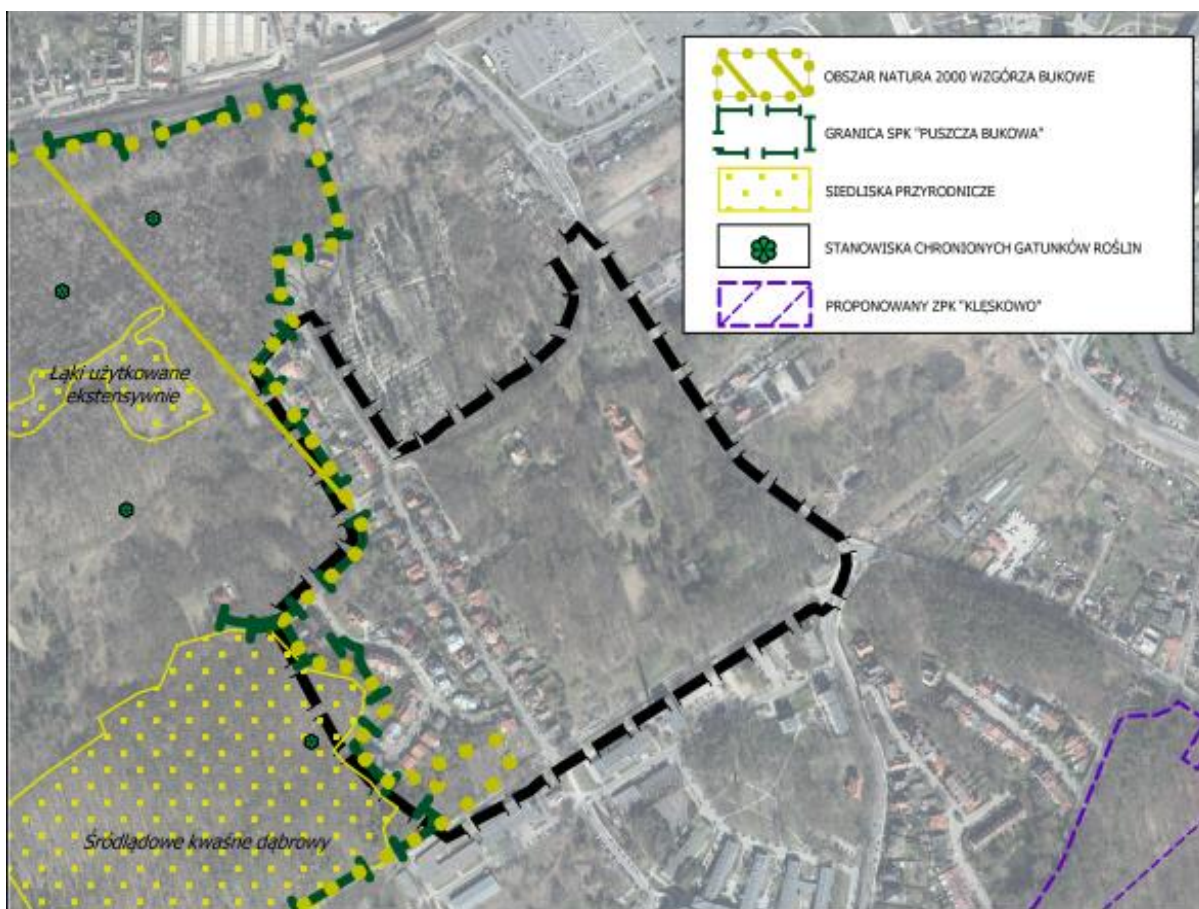 OBSZAR NATURA 2000 WZGÓRZA BUKOWE
GRANICA SPK "PUSZCZA BUKOWA"
SIEDLISKA PRZYRODNICZE
STANOWISKA CHRONIONYCH GATUNKÓW ROŚLIN
PROPONOWANY ZPK "KLĘSKOWO"
Łąki użytkowane
ekstensywnie
Śródlądowe kwaśne dąbrowy